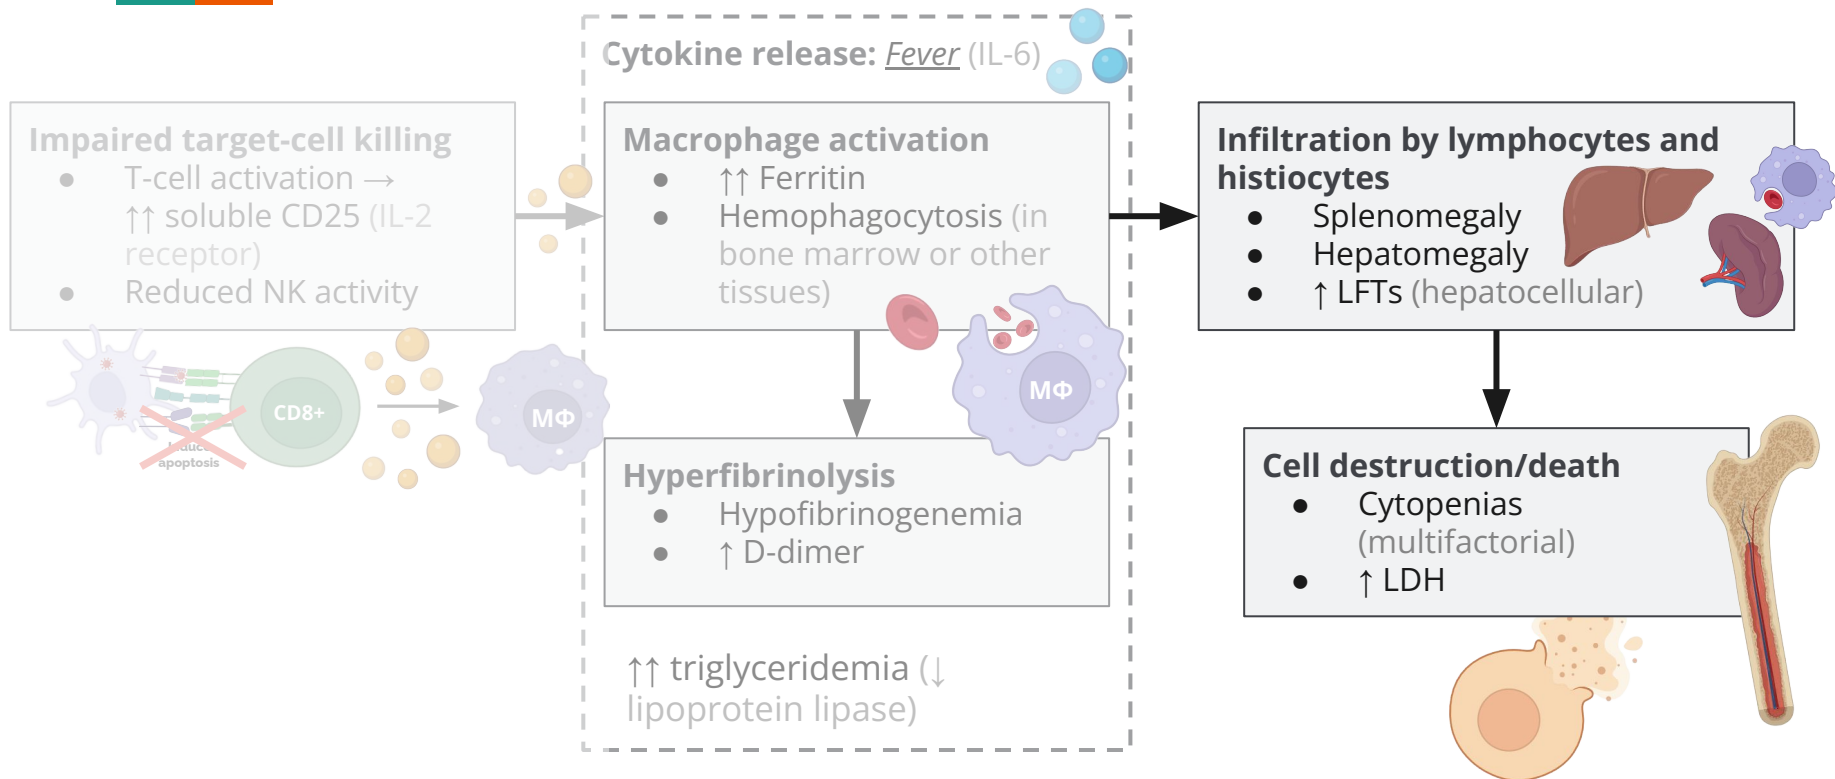 Cytokine release: Fever (IL-6)
Impaired target-cell killing
● T-cell activation →
↑↑ soluble CD25 (IL-2
receptor)
● Reduced NK activity
CD8+
apoptosis
MΦ
Macrophage activation
● ↑↑ Ferritin
● Hemophagocytosis (in
bone marrow or other
tissues)
MΦ
Hyperfibrinolysis
● Hypofibrinogenemia
● ↑ D-dimer
↑↑ triglyceridemia (↓
lipoprotein lipase)
Infiltration by lymphocytes and
histiocytes
● Splenomegaly
● Hepatomegaly
● ↑ LFTs (hepatocellular)
Cell destruction/death
● Cytopenias
(multifactorial)
● ↑ LDH